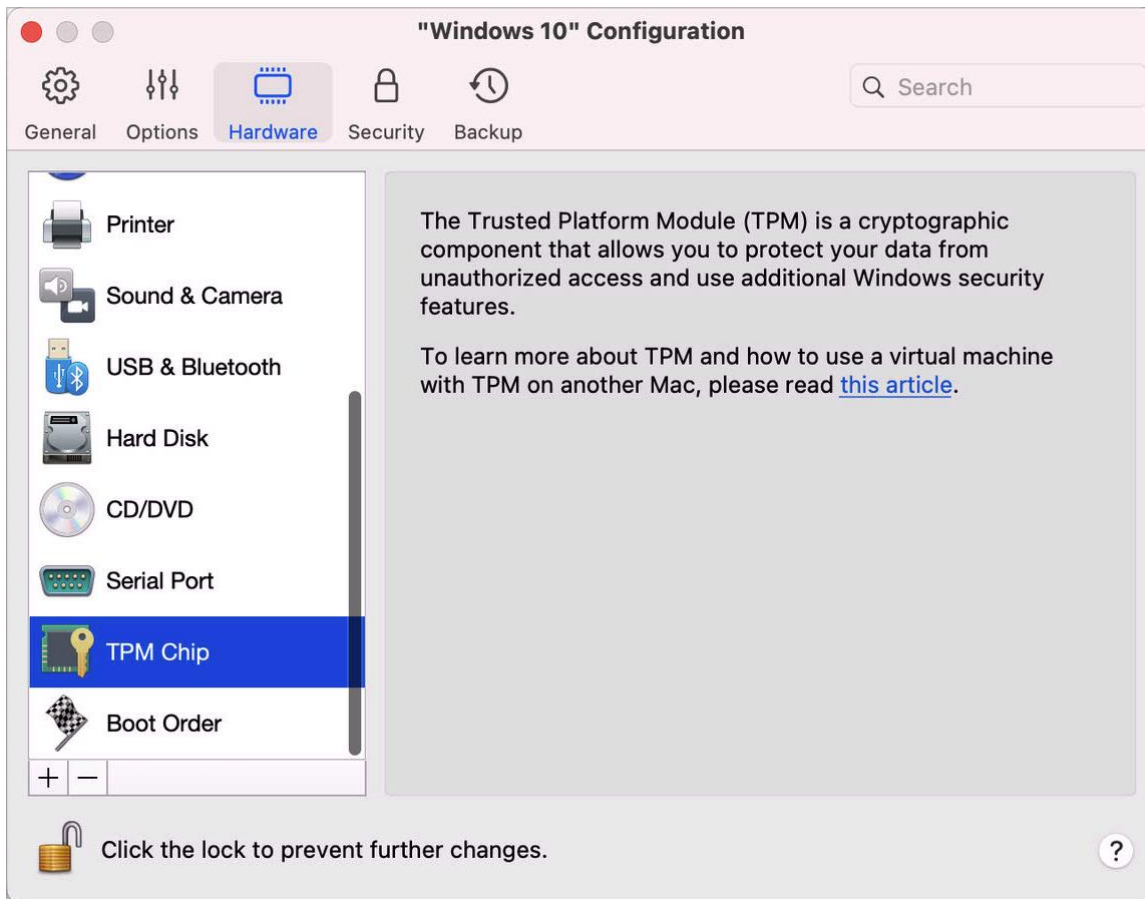 "Windows 10" Configuration
General
Options
Hardware
Security
Backup
Search
Printer
Sound & Camera
USB & Bluetooth
Hard Disk
CD/DVD
Serial Port
TPM Chip
Boot Order
+ −
The Trusted Platform Module (TPM) is a cryptographic
component that allows you to protect your data from
unauthorized access and use additional Windows security
features.
To learn more about TPM and how to use a virtual machine
with TPM on another Mac, please read this article.
Click the lock to prevent further changes.
?